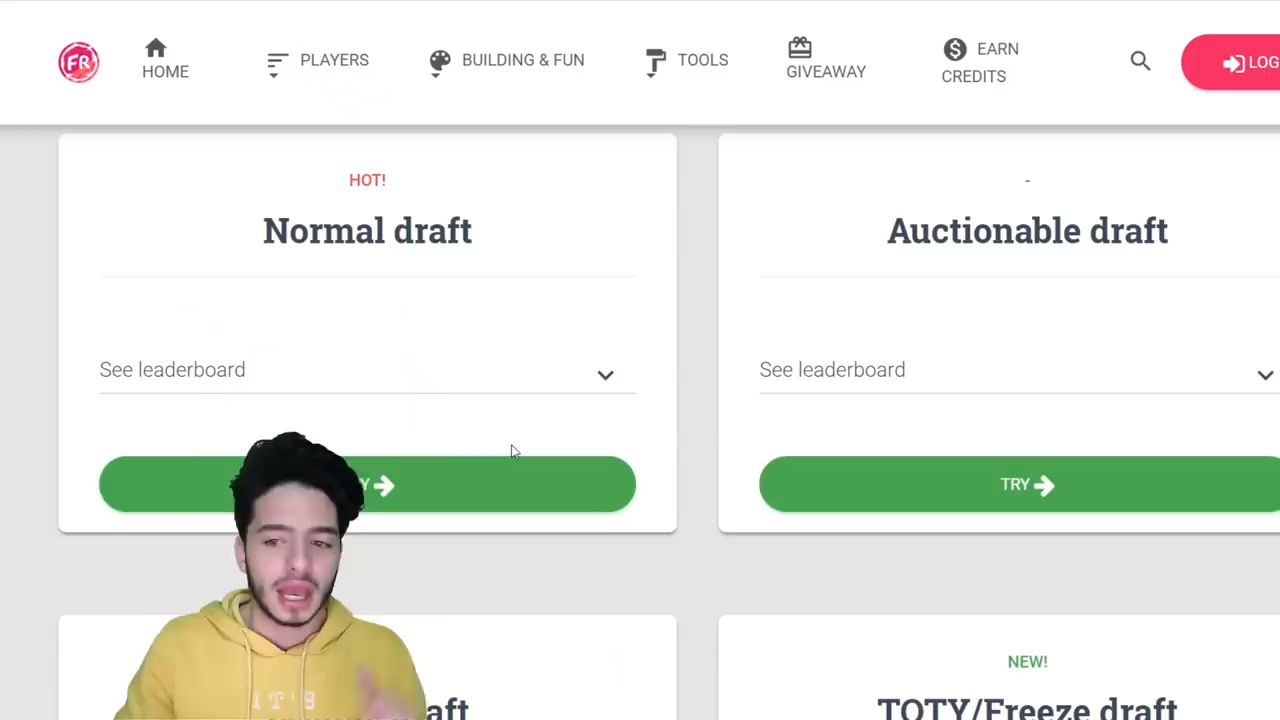 FR
HOME
PLAYERS
BUILDING & FUN
TOOLS
GIVEAWAY
EARN
CREDITS
LOG
HOT!
Normal draft
See leaderboard
-
Auctionable draft
See leaderboard
TRY
NEW!
TOTY/Freeze draft
IT'S